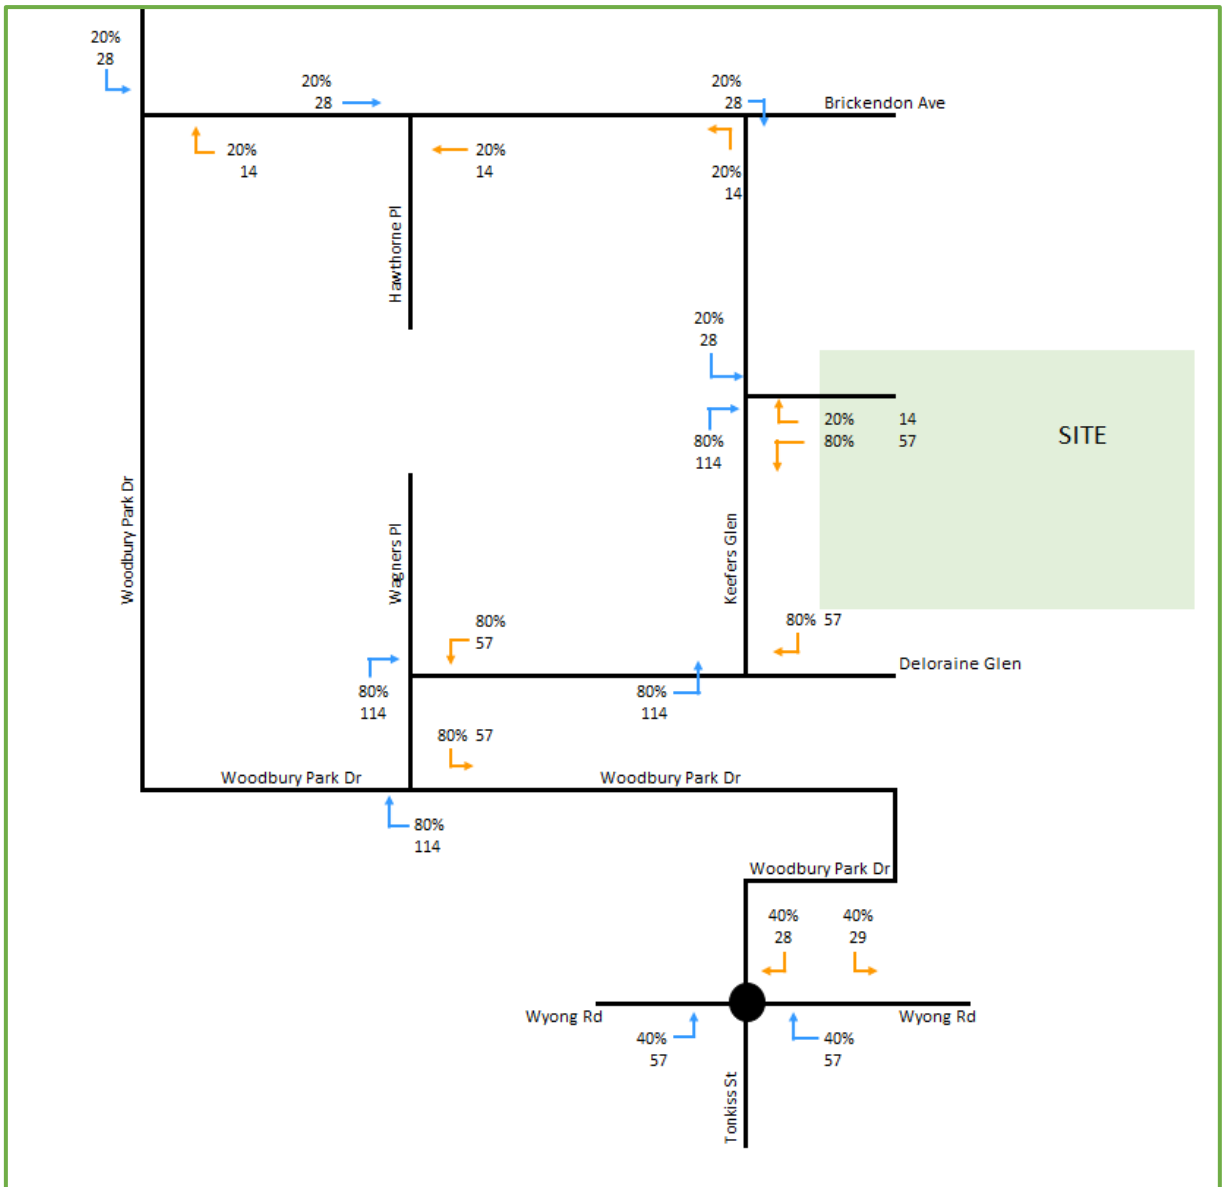 20%
28
20%
28
20%
28
Brickendon Ave
20%
14
20%
14
20%
14
Hawthorne Pl
20%
28
20% 14
80% 57
80%
114
SITE
Woodbury Park Dr
Wagners Pl
Keefers Glen
80%
57
80% 57
Deloraine Glen
80%
114
80%
114
80% 57
Woodbury Park Dr
Woodbury Park Dr
80%
114
Woodbury Park Dr
40%
28
40%
29
Wyong Rd
Wyong Rd
40%
57
40%
57
Tonkiss St